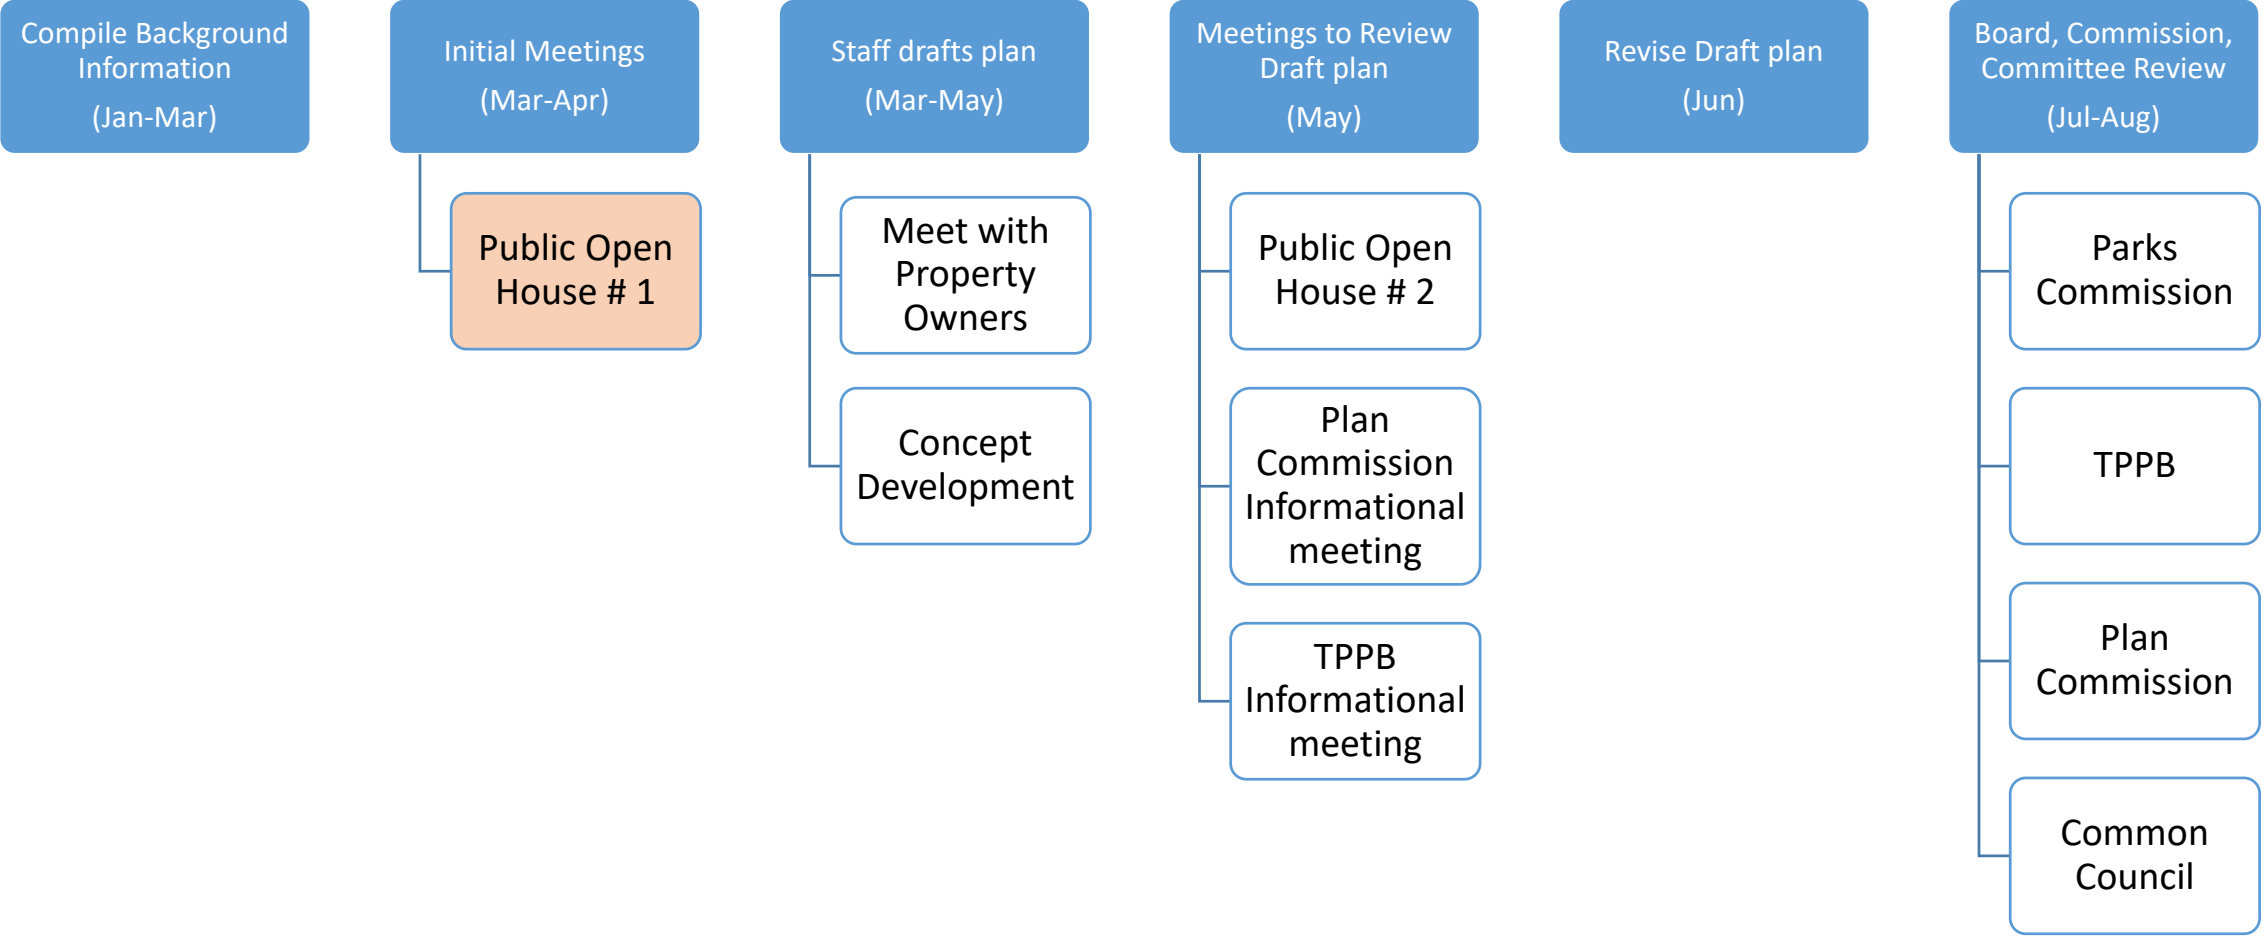 Compile Background
Information
(Jan-Mar)
Initial Meetings
(Mar-Apr)
Public Open
House # 1
Staff drafts plan
(Mar-May)
Meet with
Property
Owners
Concept
Development
Meetings to Review
Draft plan
(May)
Public Open
House # 2
Plan
Commission
Informational
meeting
TPPB
Informational
meeting
Revise Draft plan
(Jun)
Board, Commission,
Committee Review
(Jul-Aug)
Parks
Commission
TPPB
Plan
Commission
Common
Council